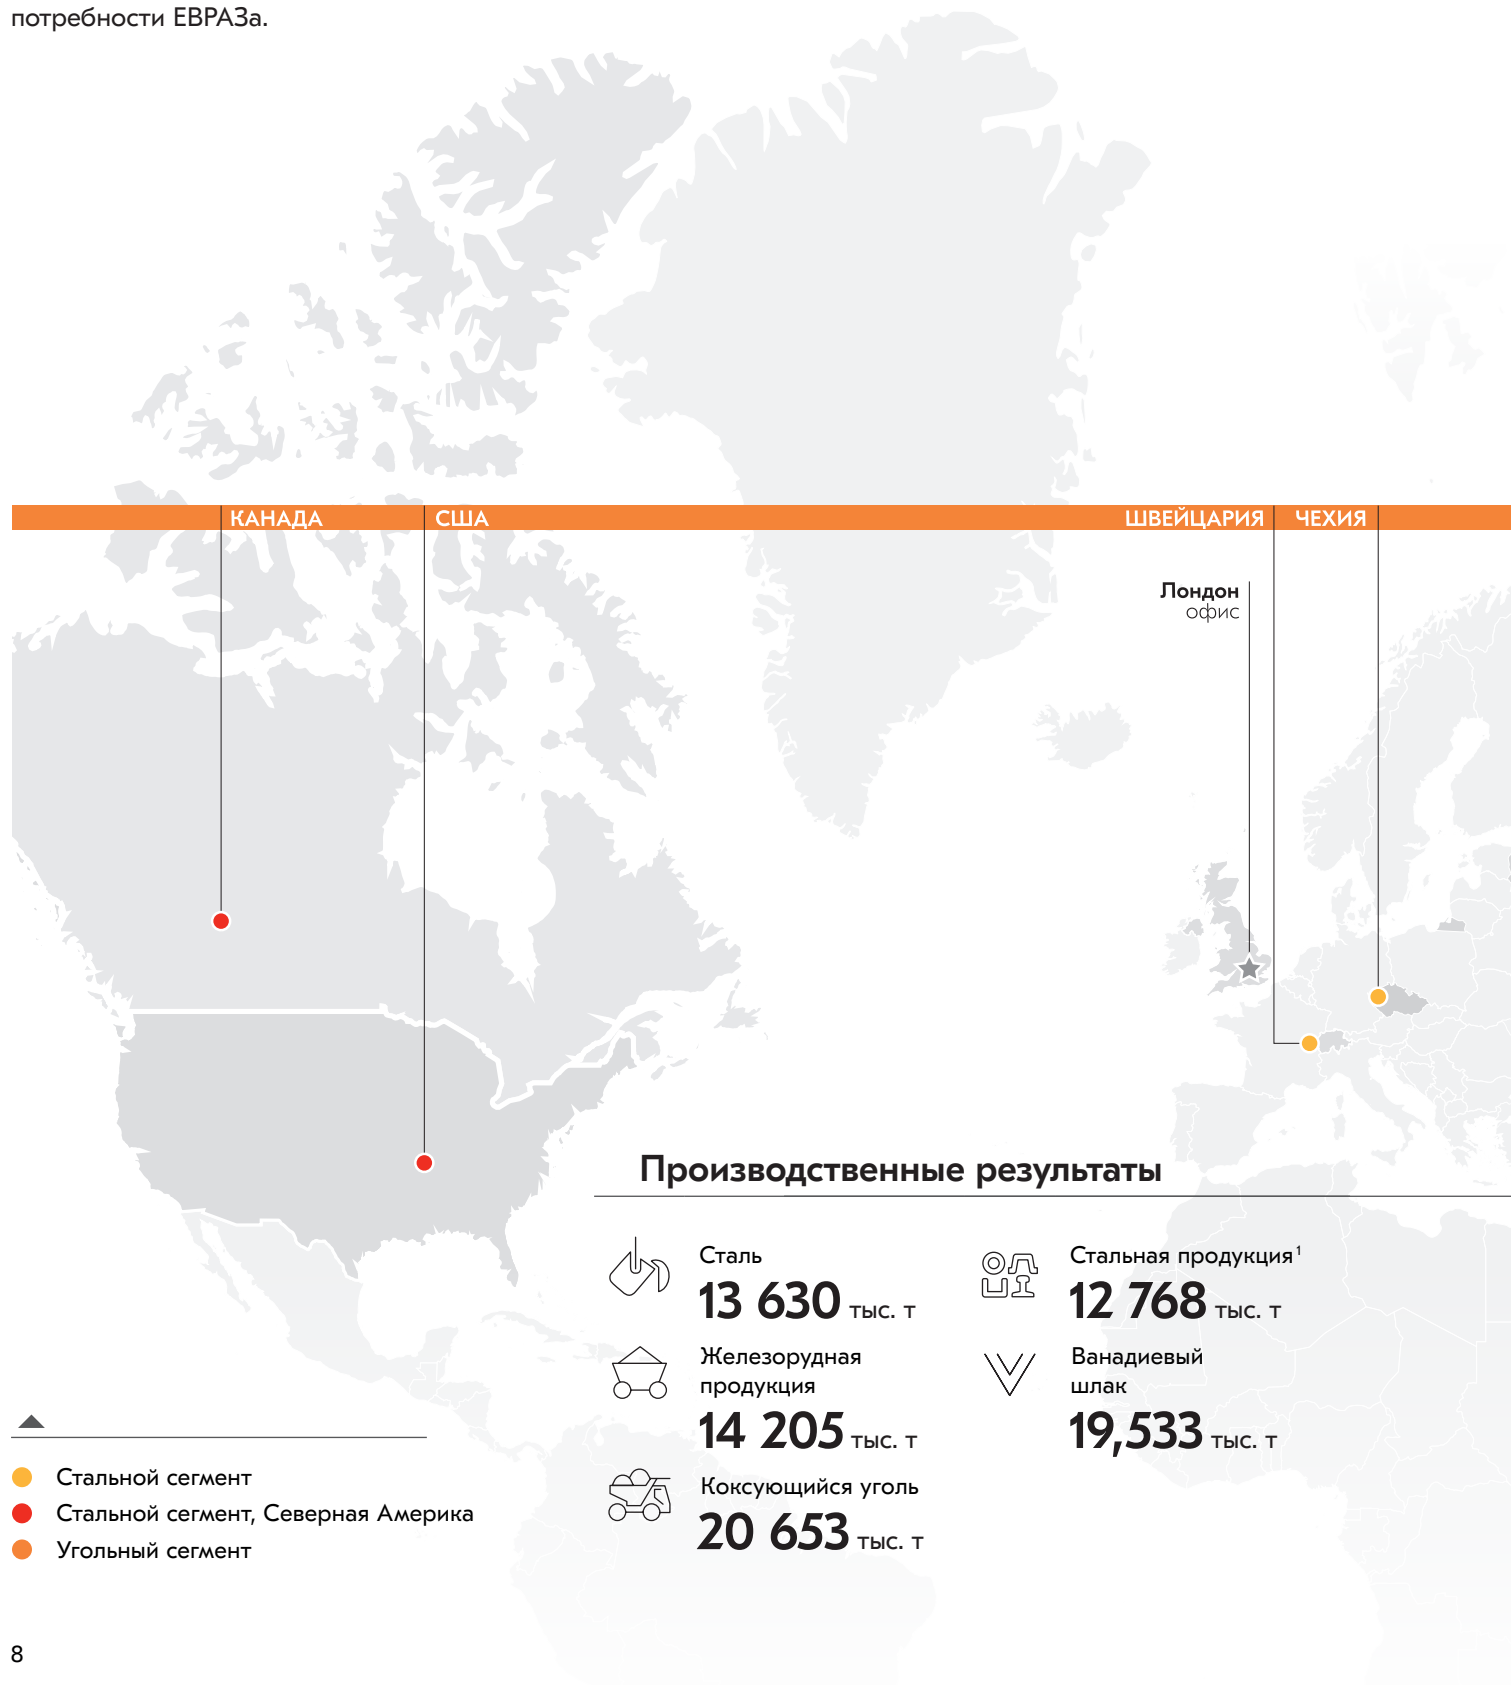 потребности ЕВРАЗа.
КАНАДА
США
ШВЕЙЦАРИЯ
ЧЕХИЯ
Лондон
офис
Производственные результаты
Сталь
13 630 тыс. т
Стальная продукция¹
12 768 тыс. т
Железорудная
продукция
14 205 тыс. т
Ванадиевый
шлак
19,533 тыс. т
Коксующийся уголь
20 653 тыс. т
Стальной сегмент
Стальной сегмент, Северная Америка
Угольный сегмент
8